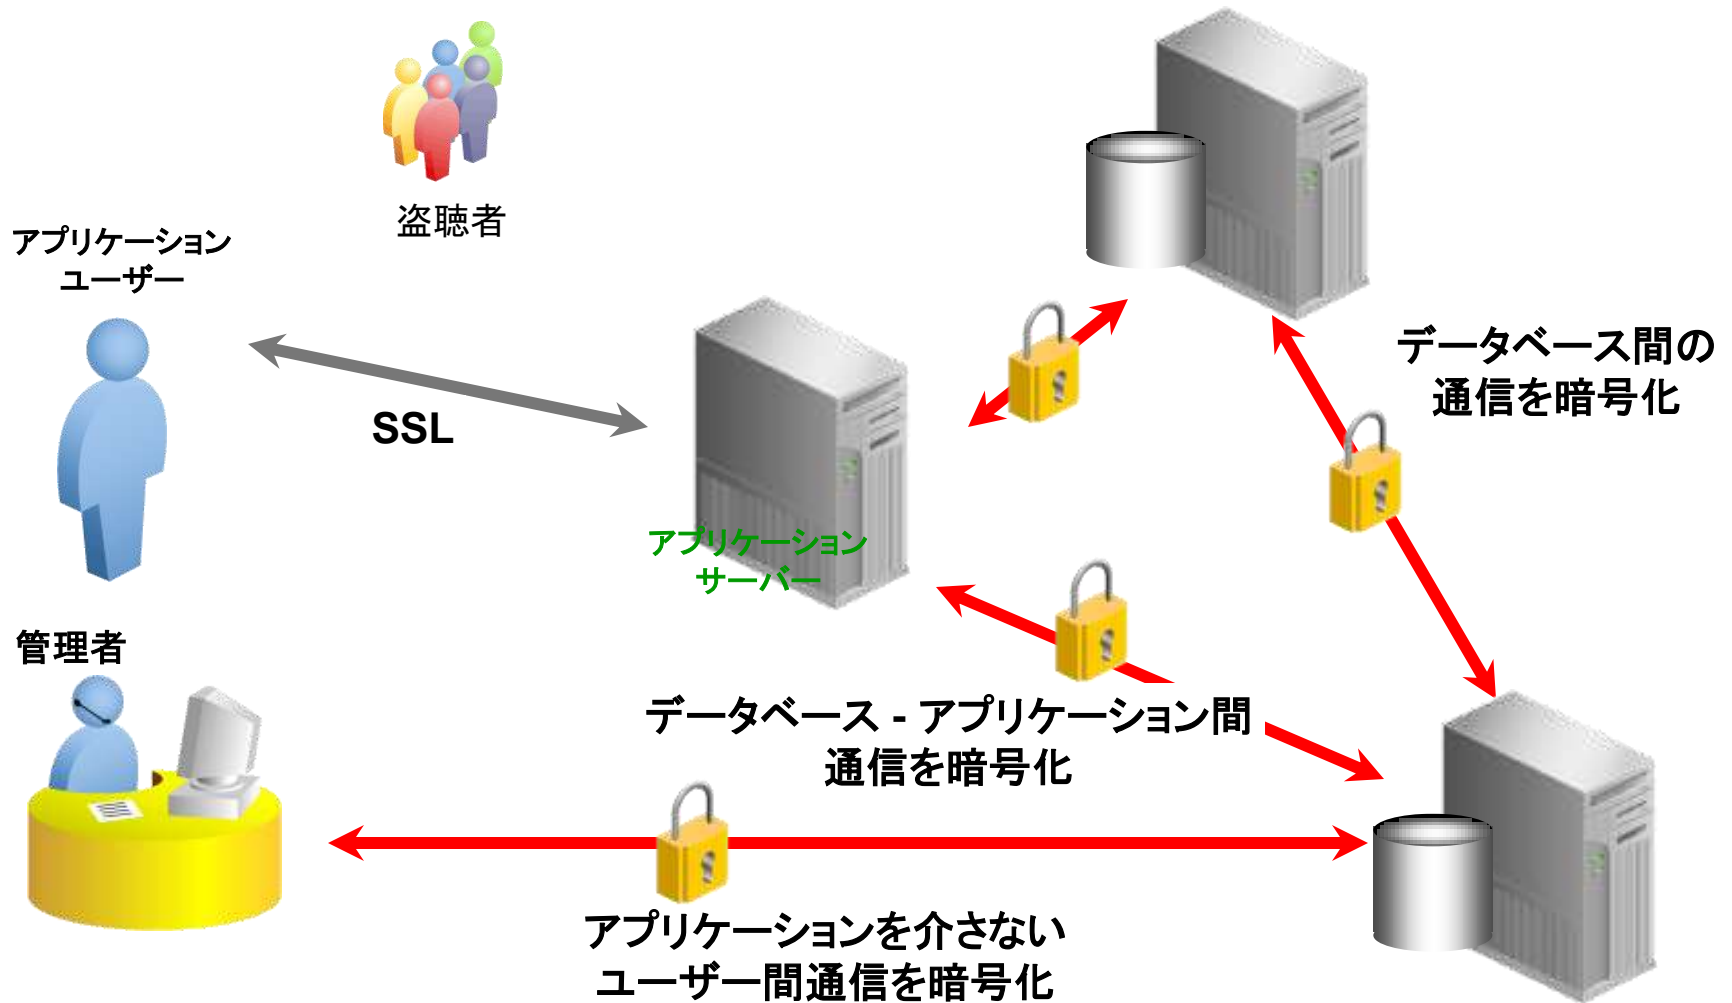 盗聴者
アプリケーション
ユーザー
SSL
データベース間の
通信を暗号化
アプリケーション
サーバー
管理者
データベース - アプリケーション間
通信を暗号化
アプリケーションを介さない
ユーザー間通信を暗号化